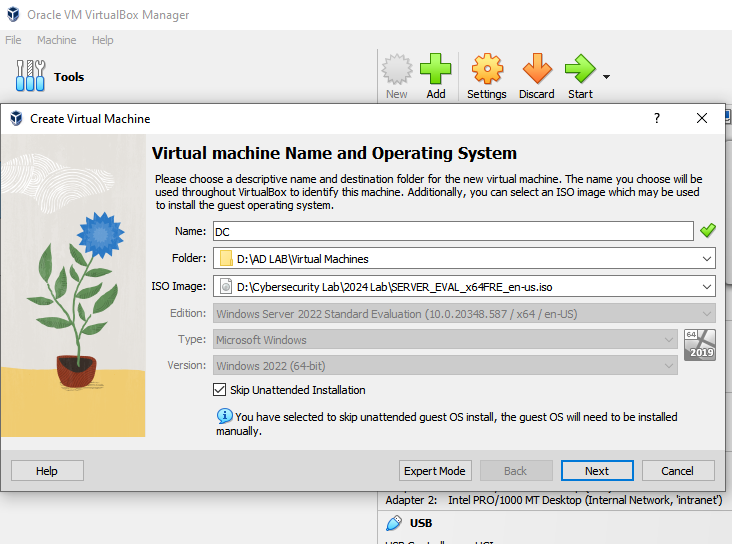 Oracle VM VirtualBox Manager
File Machine Help
Tools
New Add Settings Discard Start
Create Virtual Machine ?
Virtual machine Name and Operating System
Please choose a descriptive name and destination folder for the new virtual machine. The name you choose will be
used throughout VirtualBox to identify this machine. Additionally, you can select an ISO image which may be used
to install the guest operating system.
Name: DC
Folder: D:\AD LAB\Virtual Machines
ISO Image: D:\Cybersecurity Lab\2024 Lab\SERVER_EVAL_x64FRE_en-us.iso
Edition: Windows Server 2022 Standard Evaluation (10.0.20348.587 / x64 / en-US)
Type: Microsoft Windows
64
2019
Version: Windows 2022 (64-bit)
Skip Unattended Installation
You have selected to skip unattended guest OS install, the guest OS will need to be installed
manually.
Help Expert Mode Back Next Cancel
Adapter 2: Intel PRO/1000 MT Desktop (Internal Network, 'intranet')
USB